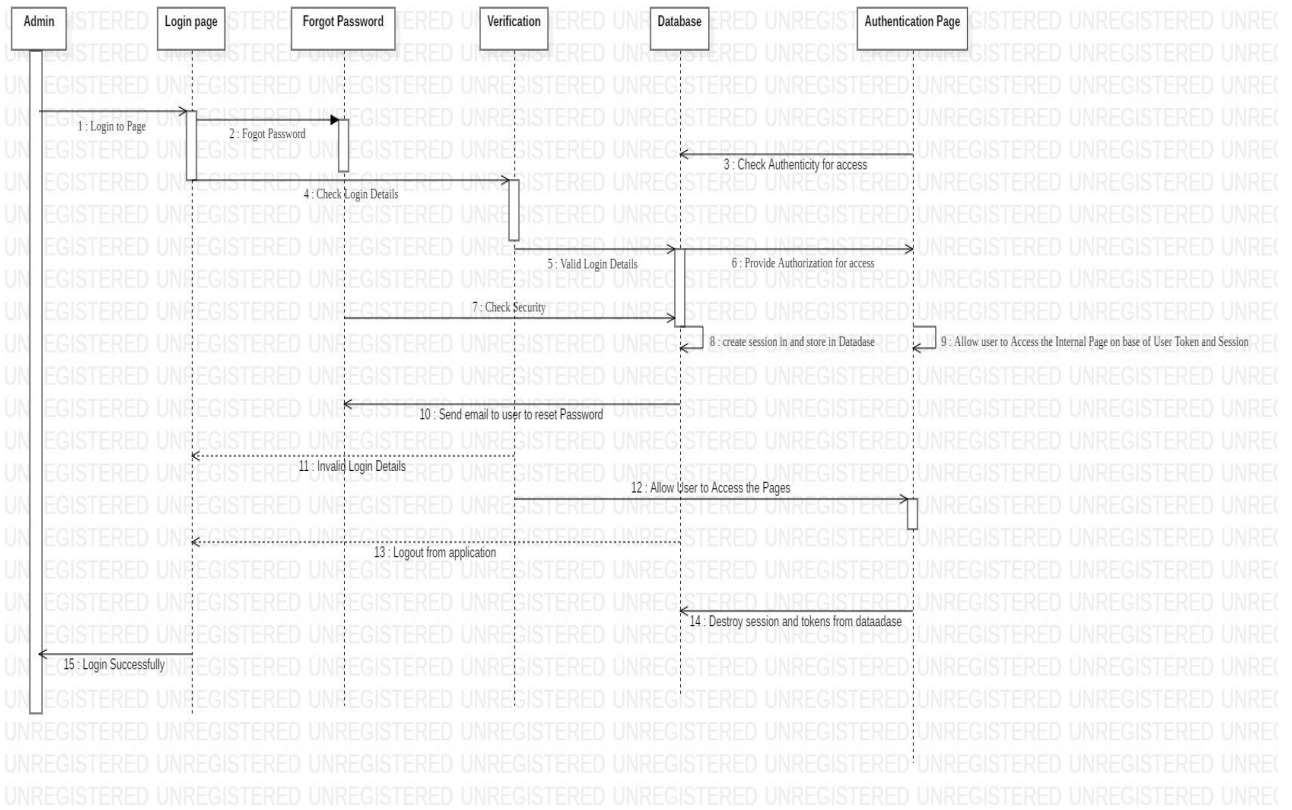 Admin
Login page
Forgot Password
Verification
Database
Authentication Page
1 : Login to Page
2 : Fogot Password
3 : Check Authenticity for access
4 : Check Login Details
5 : Valid Login Details
6 : Provide Authorization for access
7 : Check Security
8 : create session in and store in Datadase
9 : Allow user to Access the Internal Page on base of User Token and Session
10 : Send email to user to reset Password
11 : Invalid Login Details
12 : Allow User to Access the Pages
13 : Logout from application
14 : Destroy session and tokens from dataadase
15 : Login Successfully
UNREGISTERED